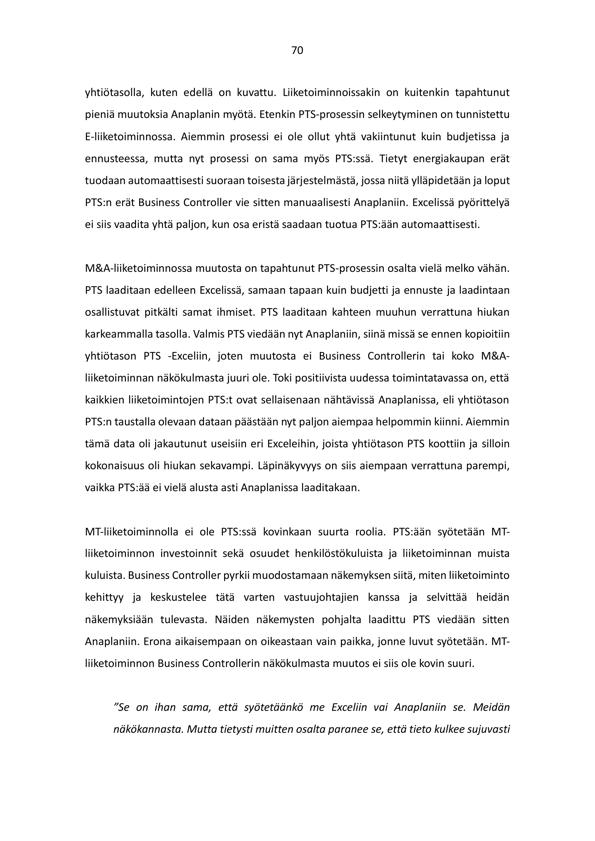 70
yhtiötasolla, kuten edellä on kuvattu. Liiketoiminnoissakin on kuitenkin tapahtunut
pieniä muutoksia Anaplanin myötä. Etenkin PTS-prosessin selkeytyminen on tunnistettu
E-liiketoiminnossa. Aiemmin prosessi ei ole ollut yhtä vakiintunut kuin budjetissa ja
ennusteessa, mutta nyt prosessi on sama myös PTS:ssä. Tietyt energiakaupan erät
tuodaan automaattisesti suoraan toisesta järjestelmästä, jossa niitä ylläpidetään ja loput
PTS:n erät Business Controller vie sitten manuaalisesti Anaplaniin. Excelissä pyörittelyä
ei siis vaadita yhtä paljon, kun osa eristä saadaan tuotua PTS:ään automaattisesti.
M&A-liiketoiminnossa muutosta on tapahtunut PTS-prosessin osalta vielä melko vähän.
PTS laaditaan edelleen Excelissä, samaan tapaan kuin budjetti ja ennuste ja laadintaan
osallistuvat pitkälti samat ihmiset. PTS laaditaan kahteen muuhun verrattuna hiukan
karkeammalla tasolla. Valmis PTS viedään nyt Anaplaniin, siinä missä se ennen kopioitiin
yhtiötason PTS -Exceliin, joten muutosta ei Business Controllerin tai koko M&A-
liiketoiminnan näkökulmasta juuri ole. Toki positiivista uudessa toimintatavassa on, että
kaikkien liiketoimintojen PTS:t ovat sellaisenaan nähtävissä Anaplanissa, eli yhtiötason
PTS:n taustalla olevaan dataan päästään nyt paljon aiempaa helpommin kiinni. Aiemmin
tämä data oli jakautunut useisiin eri Exceleihin, joista yhtiötason PTS koottiin ja silloin
kokonaisuus oli hiukan sekavampi. Läpinäkyvyys on siis aiempaan verrattuna parempi,
vaikka PTS:ää ei vielä alusta asti Anaplanissa laaditakaan.
MT-liiketoiminnolla ei ole PTS:ssä kovinkaan suurta roolia. PTS:ään syötetään MT-
liiketoiminnon investoinnit sekä osuudet henkilöstökuluista ja liiketoiminnan muista
kuluista. Business Controller pyrkii muodostamaan näkemyksen siitä, miten liiketoiminto
kehittyy ja keskustelee tätä varten vastuujohtajien kanssa ja selvittää heidän
näkemyksiään tulevasta. Näiden näkemysten pohjalta laadittu PTS viedään sitten
Anaplaniin. Erona aikaisempaan on oikeastaan vain paikka, jonne luvut syötetään. MT-
liiketoiminnon Business Controllerin näkökulmasta muutos ei siis ole kovin suuri.
”Se on ihan sama, että syötetäänkö me Exceliin vai Anaplaniin se. Meidän
näkökannasta. Mutta tietysti muitten osalta paranee se, että tieto kulkee sujuvasti